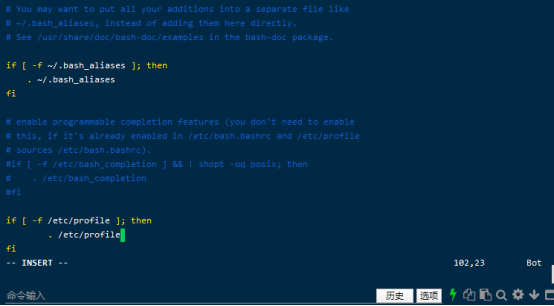 # You may want to put all your additions into a separate file like
# ~/.bash_aliases, instead of adding them here directly.
# See /usr/share/doc/bash-doc/examples in the bash-doc package.
if [ -f ~/.bash_aliases ]; then
    . ~/.bash_aliases
fi
# enable programmable completion features (you don't need to enable
# this, if it's already enabled in /etc/bash.bashrc and /etc/profile
# sources /etc/bash.bashrc).
#if [ -f /etc/bash_completion ] && ! shopt -oq posix; then
#    . /etc/bash_completion
#fi
if [ -f /etc/profile ]; then
        . /etc/profile
fi
-- INSERT --                102,23        Bot
命令输入 历史 选项